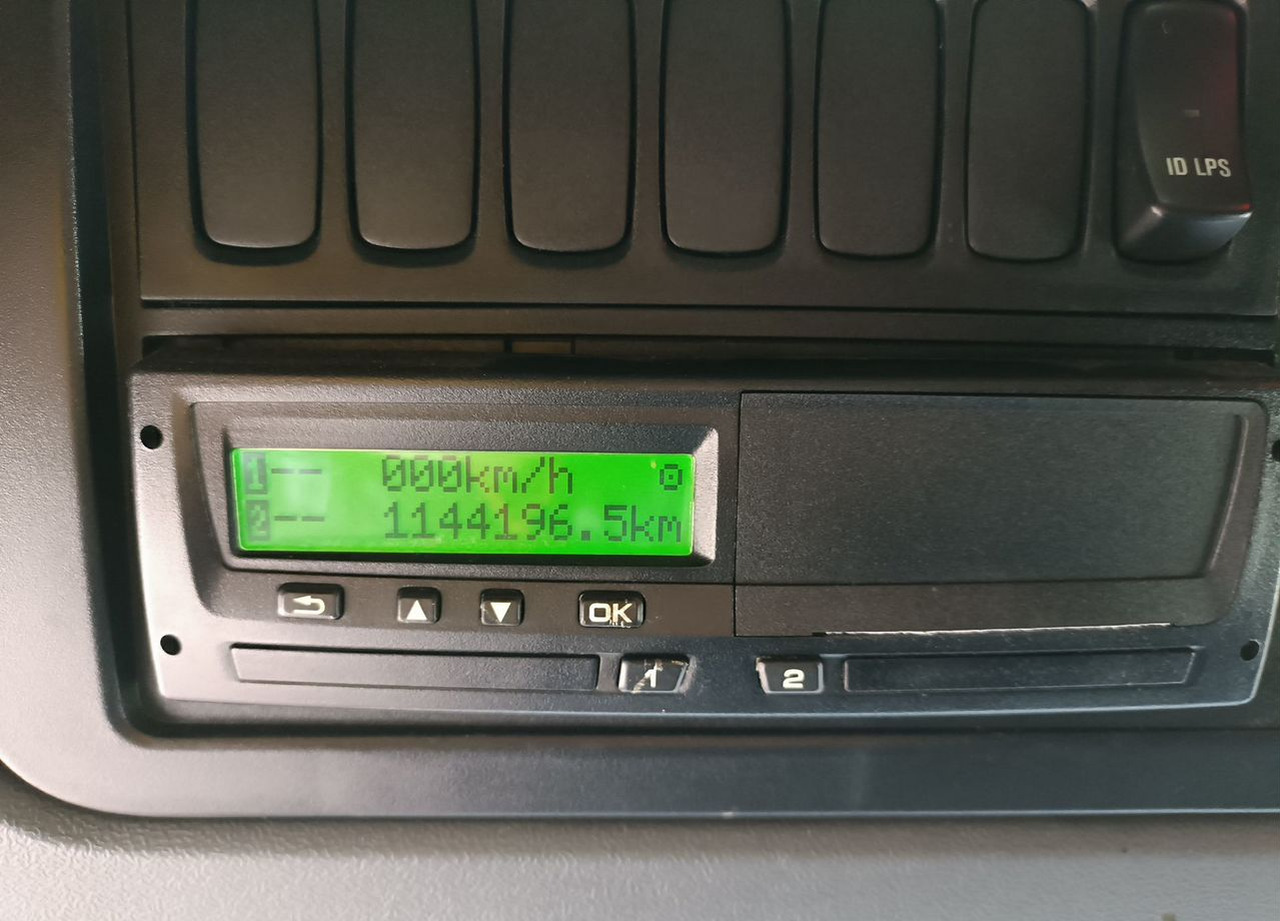 ID LPS
1-- 000km/h
2-- 1144196.5km
OK
1 2